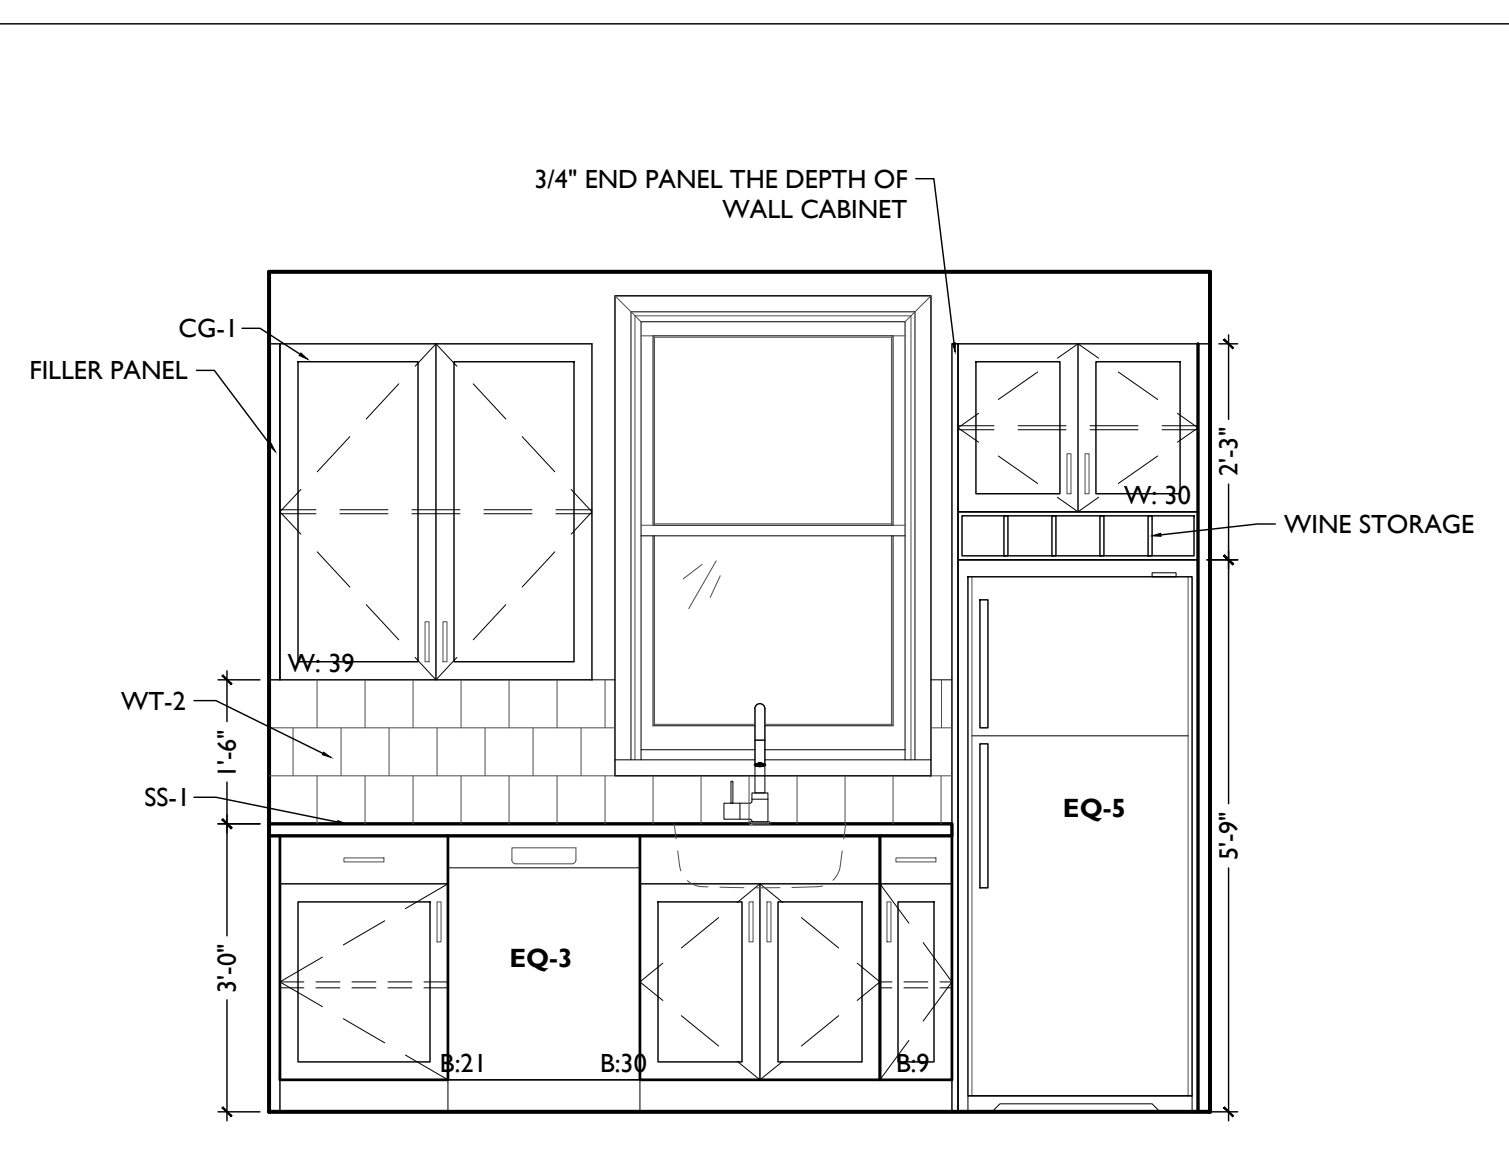 3/4" END PANEL THE DEPTH OF
WALL CABINET
CG-1
FILLER PANEL
2'-3"
W: 30
WINE STORAGE
W: 39
WT-2
1'-6"
SS-1
EQ-5
5'-9"
EQ-3
3'-0"
B:21
B:30
B:9